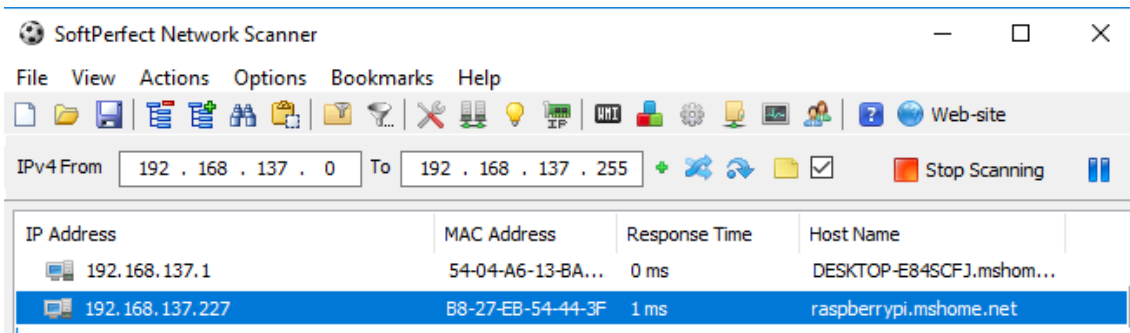 SoftPerfect Network Scanner
File View Actions Options Bookmarks Help
WMI IP ? Web-site
IPv4 From 192 . 168 . 137 . 0 To 192 . 168 . 137 . 255 Stop Scanning
IP Address MAC Address Response Time Host Name
192.168.137.1 54-04-A6-13-BA... 0 ms DESKTOP-E84SCFJ.mshom...
192.168.137.227 B8-27-EB-54-44-3F 1 ms raspberrypi.mshome.net